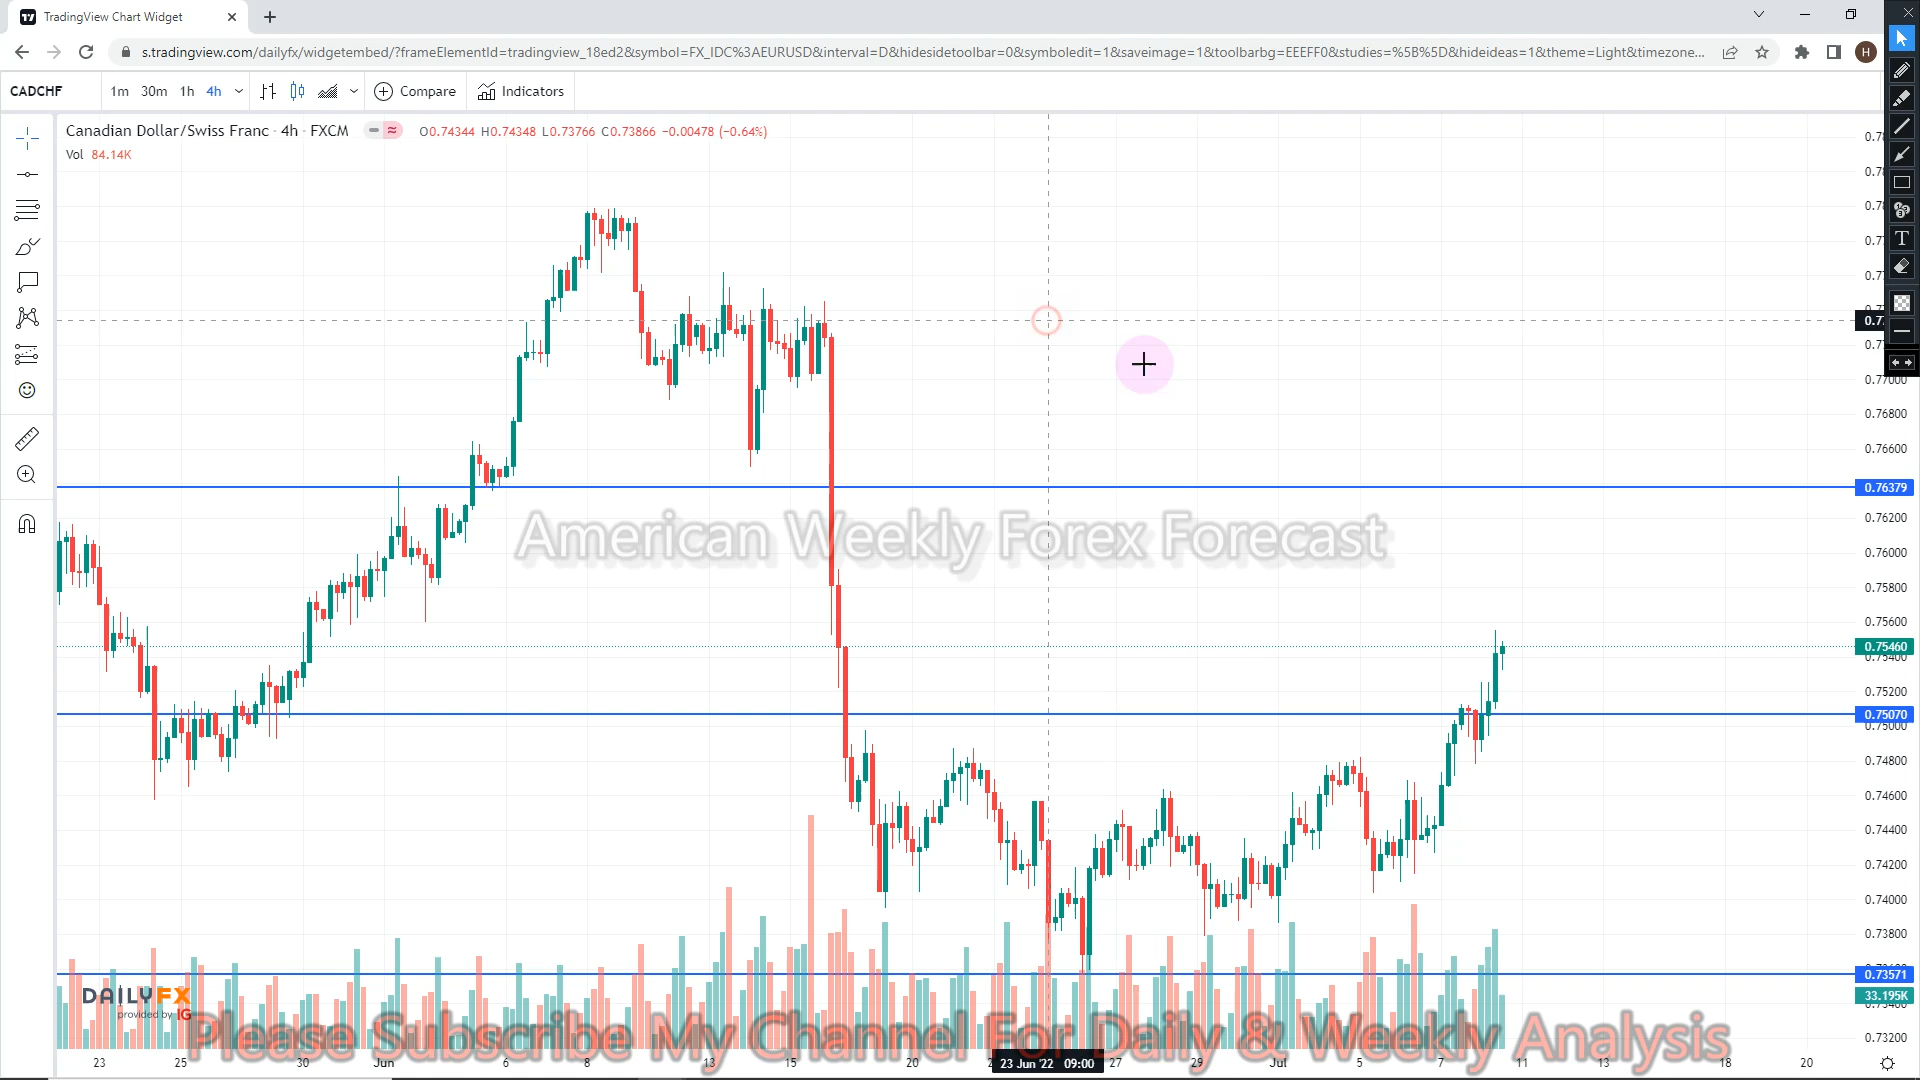 TradingView Chart Widget
s.tradingview.com/dailyfx/widgetembed/?frameElementId=tradingview_18ed2&symbol=FX_IDC%3AEURUSD&interval=D&hidesidetoolbar=0&symboledit=1&saveimage=1&toolbarbg=EEEFF0&studies=%5B%5D&hideideas=1&theme=Light&timezone...
H
CADCHF 1m 30m 1h 4h Compare Indicators
Canadian Dollar/Swiss Franc · 4h · FXCM O0.74344 H0.74348 L0.73766 C0.73866 −0.00478 (−0.64%)
Vol 84.14K
0.77000
0.76800
0.76600
0.76379
0.76200
American Weekly Forex Forecast
0.76000
0.75800
0.75600
0.75460
0.75400
0.75200
0.75070
0.75000
0.74800
0.74600
0.74400
0.74200
0.74000
0.73800
0.73571
DAILYFX
provided by IG
33.195K
Please Subscribe My Channel For Daily & Weekly Analysis
0.73200
23 25 30 Jun 6 8 13 15 20 23 Jun '22 09:00 27 29 Jul 5 7 11 13 18 20